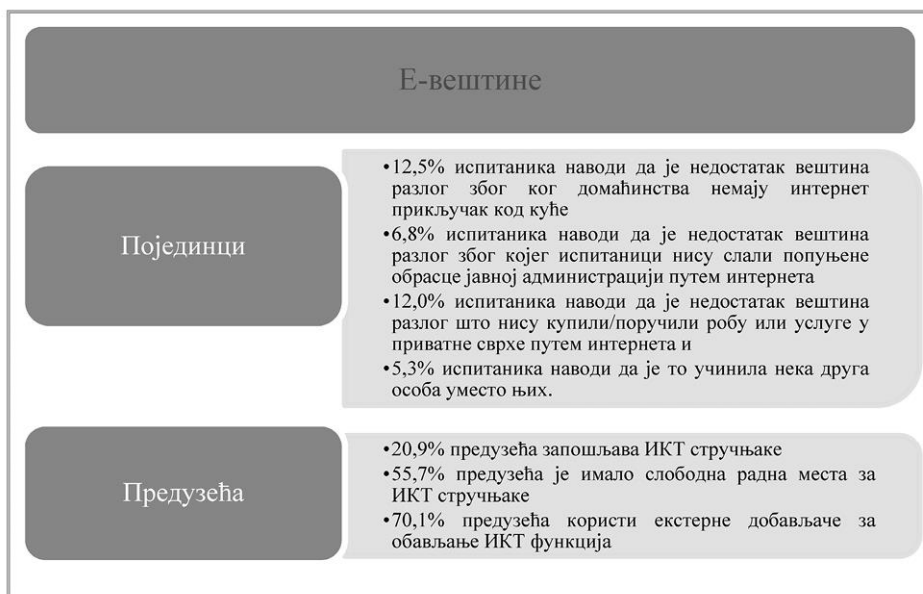 Е-вештине
Појединци
•12,5% испитаника наводи да је недостатак вештина
разлог због ког домаћинства немају интернет
прикључак код куће
•6,8% испитаника наводи да је недостатак вештина
разлог због којег испитаници нису слали попуњене
обрасце јавној администрацији путем интернета
•12,0% испитаника наводи да је недостатак вештина
разлог што нису купили/поручили робу или услуге у
приватне сврхе путем интернета и
•5,3% испитаника наводи да је то учинила нека друга
особа уместо њих.
Предузећа
•20,9% предузећа запошљава ИКТ стручњаке
•55,7% предузећа је имало слободна радна места за
ИКТ стручњаке
•70,1% предузећа користи екстерне добављаче за
обављање ИКТ функција